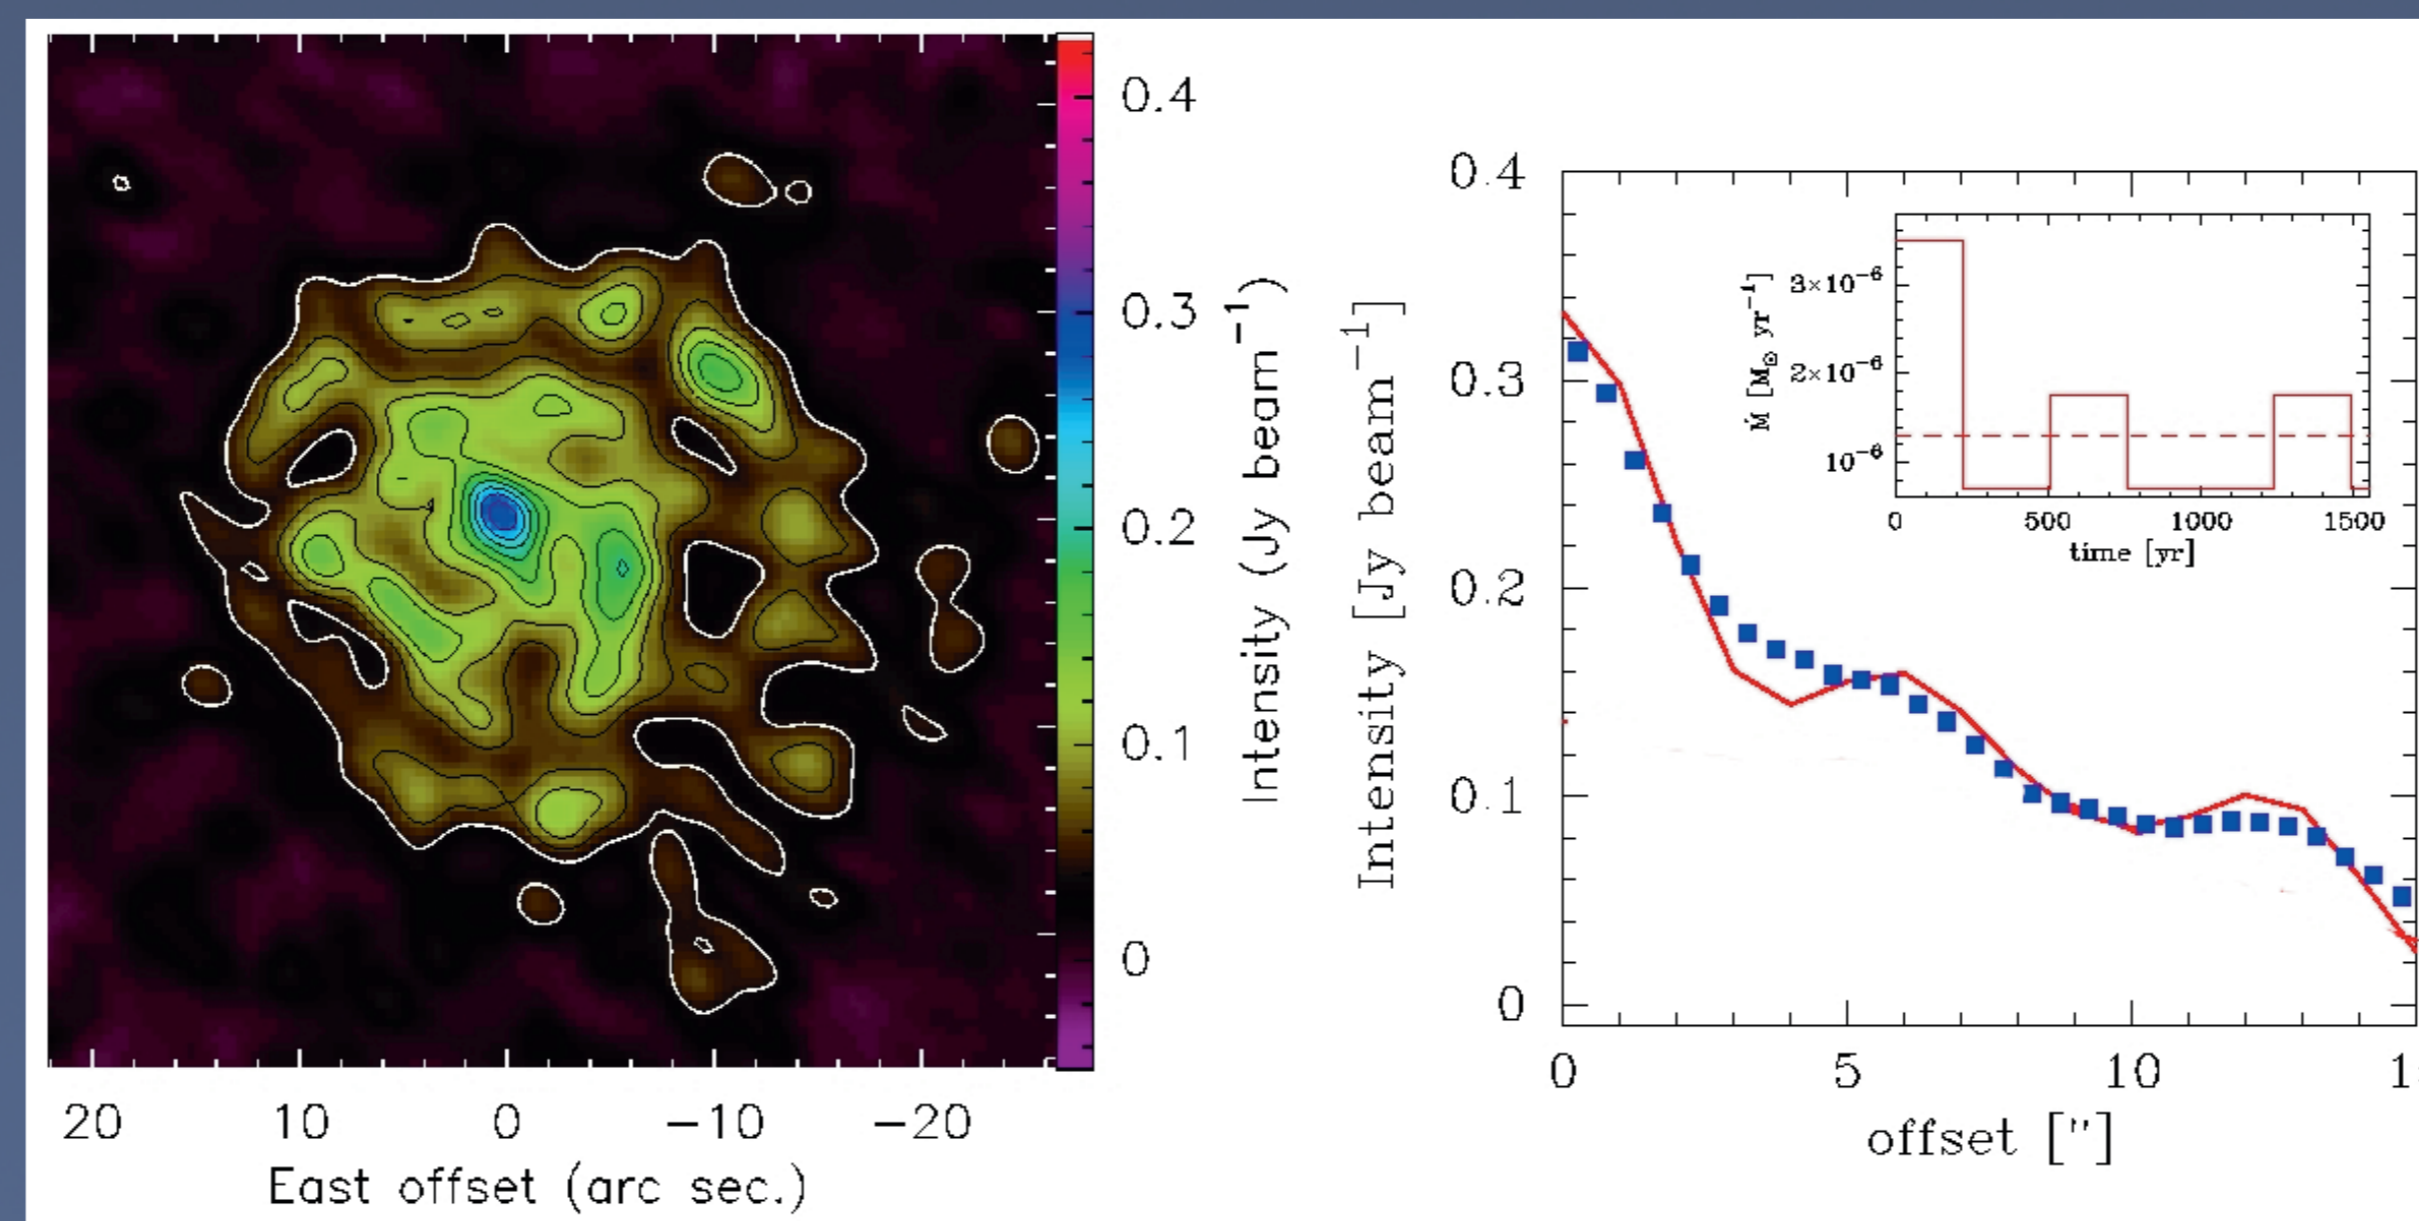 0.4
0.3
0.2
0.1
0
Intensity (Jy beam⁻¹)
20 10 0 −10 −20
East offset (arc sec.)
0.4
0.3
0.2
0.1
0
Intensity [Jy beam⁻¹]
0 5 10 1
offset ["]
3×10⁻⁶
2×10⁻⁶
10⁻⁶
Ṁ [M⊙ yr⁻¹]
0 500 1000 1500
time [yr]